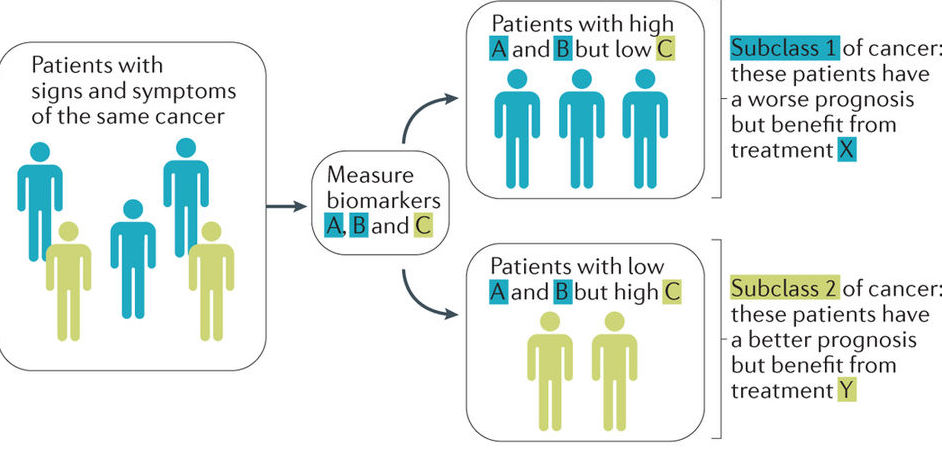 Patients with
signs and symptoms
of the same cancer
Measure
biomarkers
A, B and C
Patients with high
A and B but low C
Subclass 1 of cancer:
these patients have
a worse prognosis
but benefit from
treatment X
Patients with low
A and B but high C
Subclass 2 of cancer:
these patients have
a better prognosis
but benefit from
treatment Y